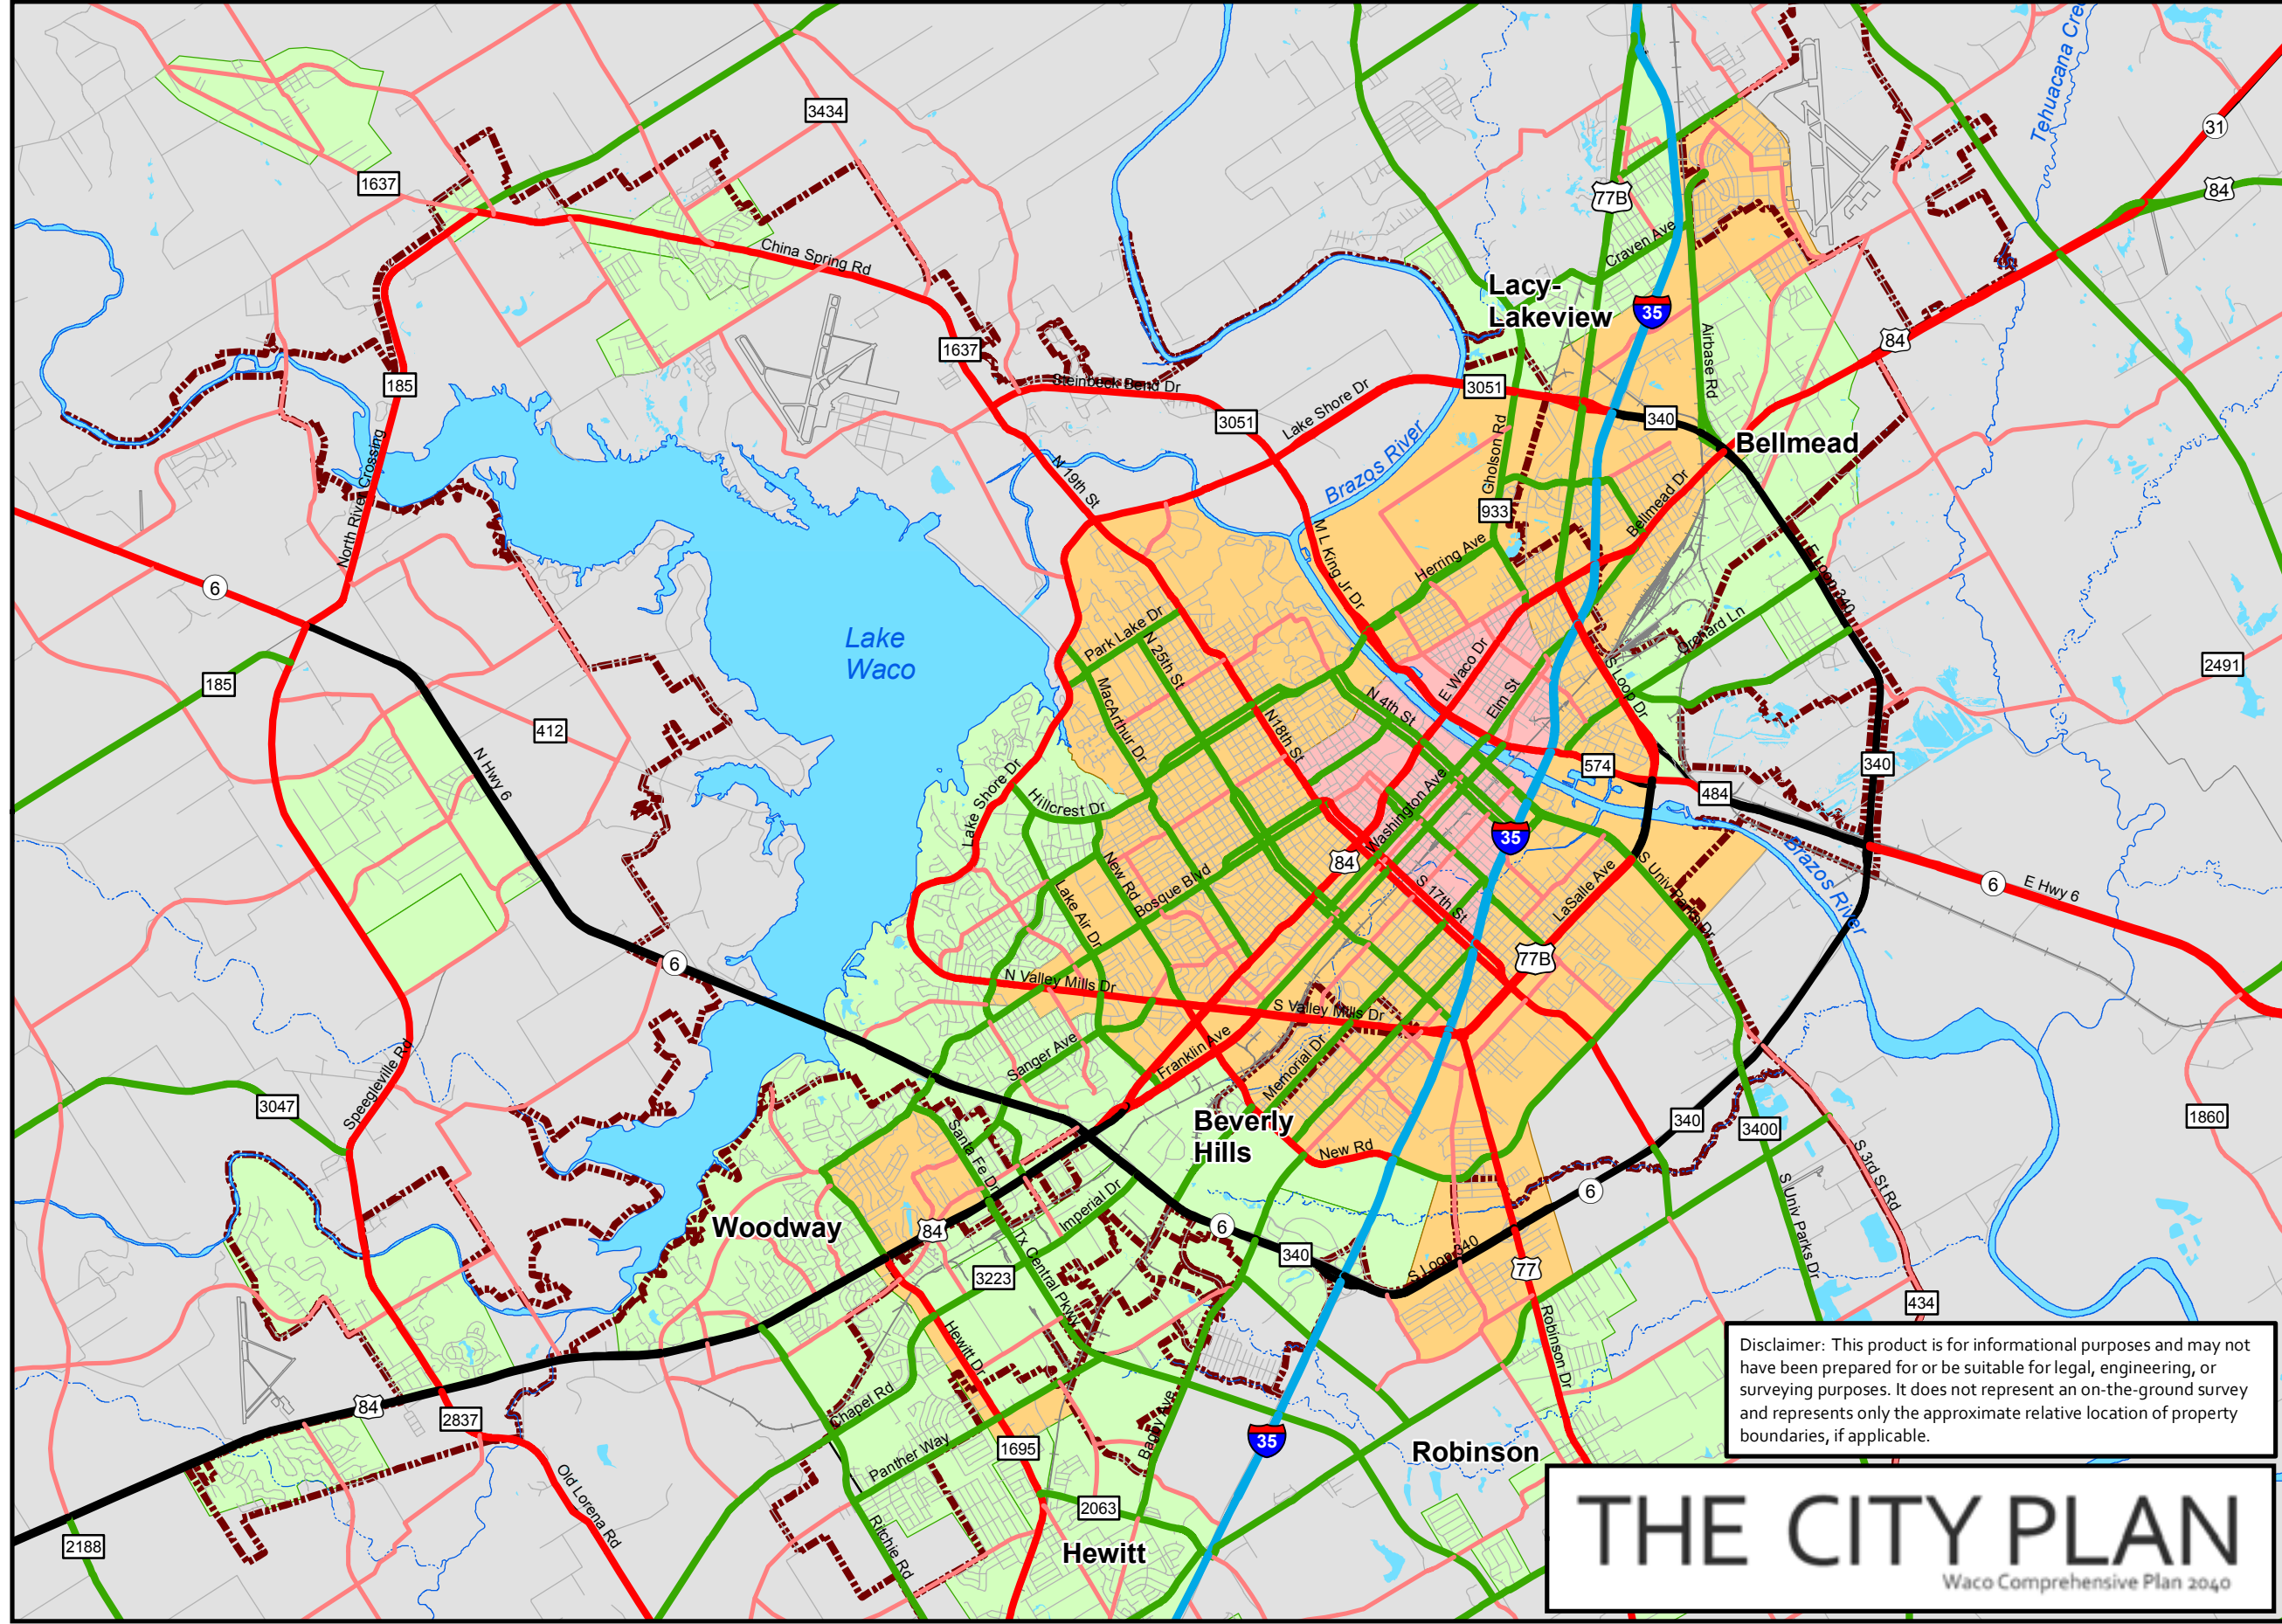 Tehuacana Cre
31
3434
84
1637
77B
Craven Ave
China Spring Rd
Lacy-
Lakeview
35
Airbase Rd
84
1637
185
Steinbeck Bend Dr
3051
340
3051
Lake Shore Dr
Gholson Rd
Bellmead
Brazos River
North River Crossing
N 19th St
Bellmead Dr
933
M L King Jr Dr
Herring Ave
E Loop 340
6
Park Lake Dr
N 25th St
Orchard Ln
Lake
Waco
E Waco Dr
S Loop Dr
2491
185
MacArthur Dr
N 4th St
Elm St
412
N18th St
N Hwy 6
574
340
484
Lake Shore Dr
Hillcrest Dr
Washington Ave
35
84
Brazos River
New Rd
Bosque Blvd
S 17th St
LaSalle Ave
S Univ Parks Dr
6
E Hwy 6
Lake Air Dr
77B
6
N Valley Mills Dr
S Valley Mills Dr
Sanger Ave
Franklin Ave
Memorial Dr
Speegleville Rd
3047
Beverly
Hills
340
3400
1860
New Rd
Santa Fe Dr
S 3rd St Rd
Imperial Dr
6
S Univ Parks Dr
Woodway
84
6
Tx Central Pkwy
340
S Loop 340
77
3223
434
Hewitt Dr
Robinson Dr
Disclaimer: This product is for informational purposes and may not
have been prepared for or be suitable for legal, engineering, or
surveying purposes. It does not represent an on-the-ground survey
and represents only the approximate relative location of property
boundaries, if applicable.
84
2837
Chapel Rd
Bagby Ave
35
Robinson
1695
Panther Way
Old Lorena Rd
2063
Ritchie Rd
Hewitt
2188
THE CITY PLAN
Waco Comprehensive Plan 2040